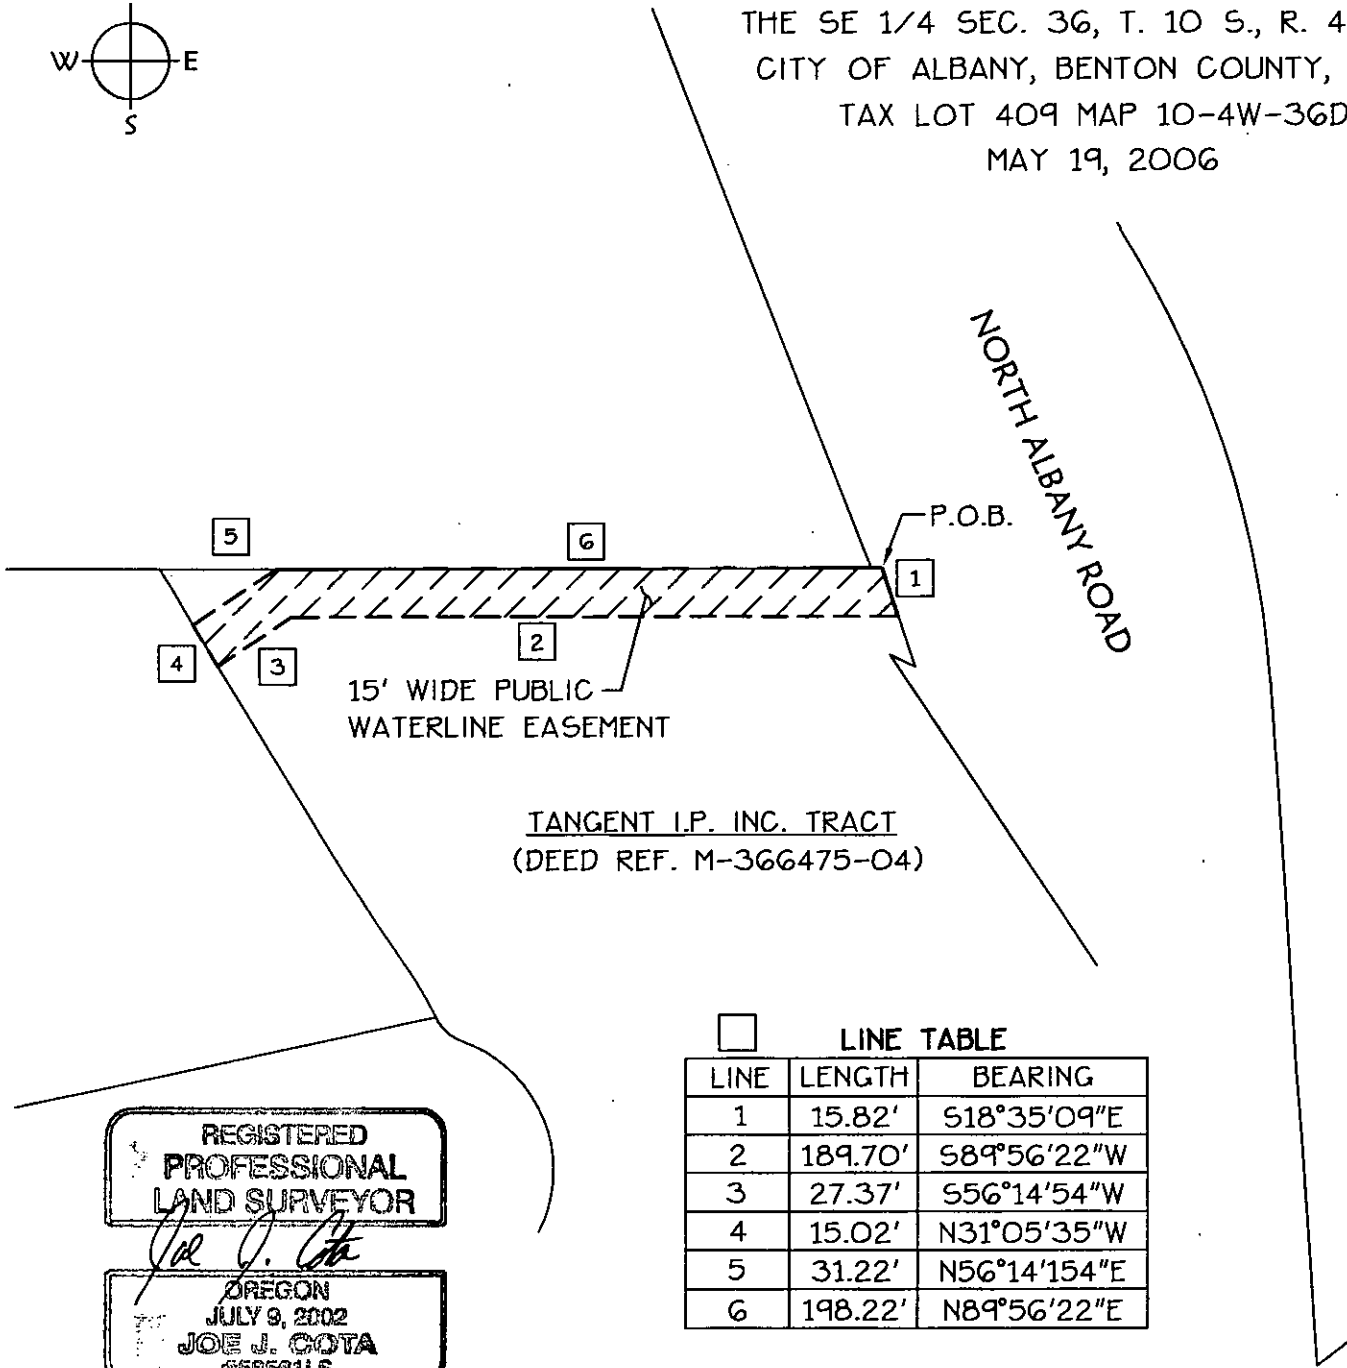 THE SE 1/4 SEC. 36, T. 10 S., R. 4
CITY OF ALBANY, BENTON COUNTY,
TAX LOT 409 MAP 10-4W-36D
MAY 19, 2006
W E
S
NORTH ALBANY ROAD
P.O.B.
5
6
1
2
4
3
15' WIDE PUBLIC
WATERLINE EASEMENT
TANGENT I.P. INC. TRACT
(DEED REF. M-366475-04)
LINE TABLE
LINE LENGTH BEARING
1 15.82' S18°35'09"E
2 189.70' S89°56'22"W
3 27.37' S56°14'54"W
4 15.02' N31°05'35"W
5 31.22' N56°14'154"E
6 198.22' N89°56'22"E
REGISTERED
PROFESSIONAL
LAND SURVEYOR
Joe J. Cota
OREGON
JULY 9, 2002
JOE J. COTA